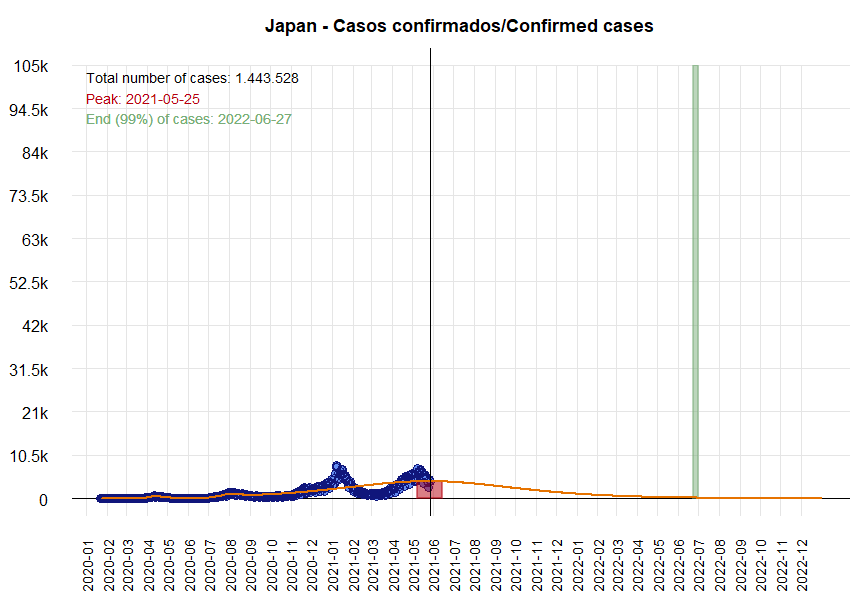 Japan - Casos confirmados/Confirmed cases
105k
Total number of cases: 1.443.528
Peak: 2021-05-25
94.5k
End (99%) of cases: 2022-06-27
84k
73.5k
63k
52.5k
42k
31.5k
21k
10.5k
0
2020-01
2020-02
2020-03
2020-04
2020-05
2020-06
2020-07
2020-08
2020-09
2020-10
2020-11
2020-12
2021-01
2021-02
2021-03
2021-04
2021-05
2021-06
2021-07
2021-08
2021-09
2021-10
2021-11
2021-12
2022-01
2022-02
2022-03
2022-04
2022-05
2022-06
2022-07
2022-08
2022-09
2022-10
2022-11
2022-12